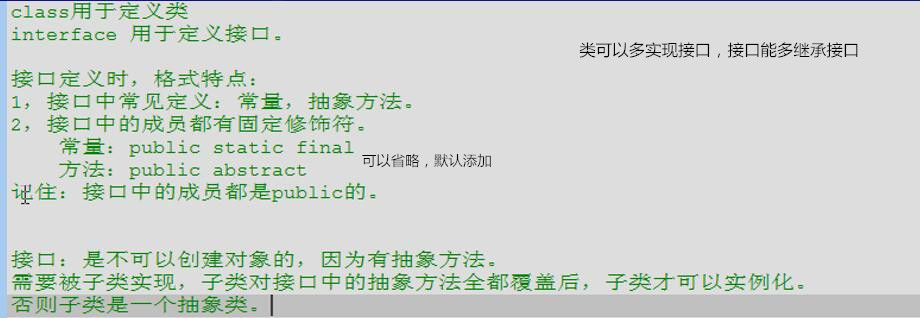 class用于定义类
interface 用于定义接口。
类可以多实现接口，接口能多继承接口
接口定义时，格式特点：
1，接口中常见定义：常量，抽象方法。
2，接口中的成员都有固定修饰符。
常量：public static final
可以省略，默认添加
方法：public abstract
记住：接口中的成员都是public的。
接口：是不可以创建对象的，因为有抽象方法。
需要被子类实现，子类对接口中的抽象方法全都覆盖后，子类才可以实例化。
否则子类是一个抽象类。